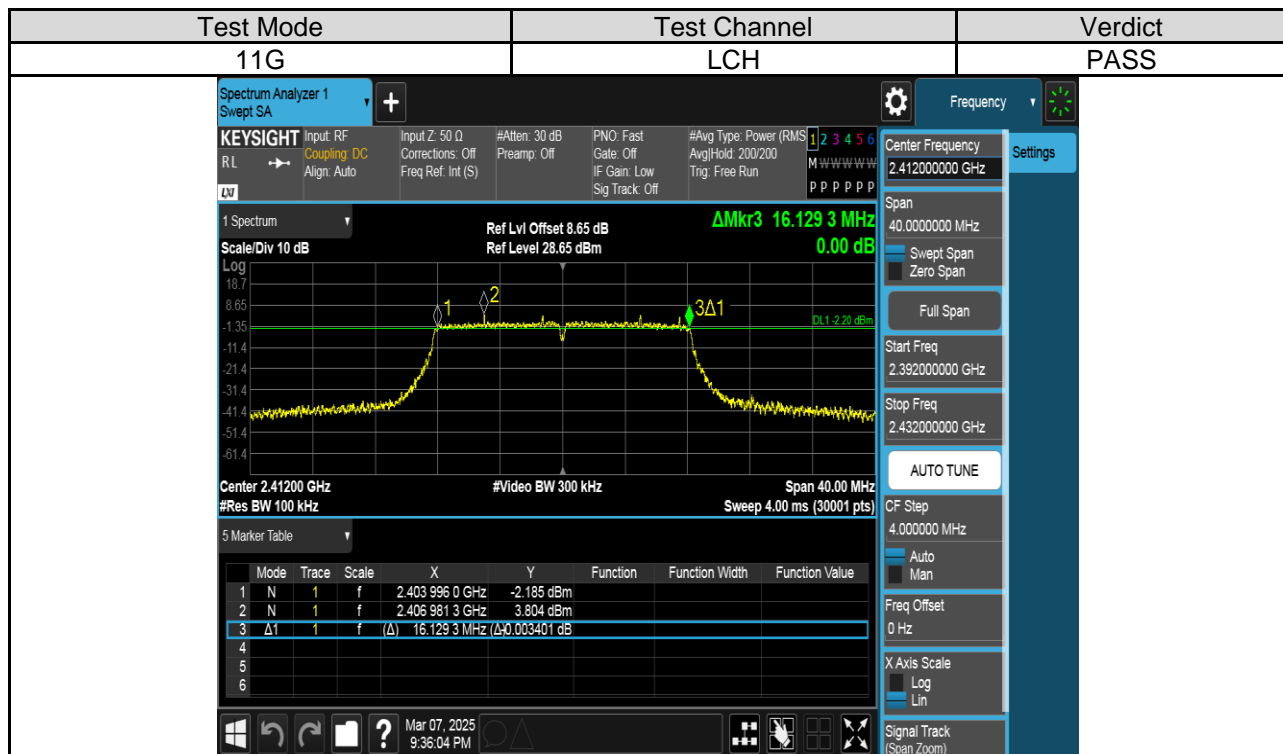 Test Mode Test Channel Verdict
11G LCH PASS
Spectrum Analyzer 1
Swept SA
+
Frequency
KEYSIGHT Input: RF Input Z: 50 Ω #Atten: 30 dB PNO: Fast #Avg Type: Power (RMS 1 2 3 4 5 6
RL Coupling: DC Corrections: Off Preamp: Off Gate: Off Avg|Hold: 200/200 M W W W W W
Align: Auto Freq Ref: Int (S) IF Gain: Low Trig: Free Run
LXI Sig Track: Off P P P P P P
1 Spectrum
Ref Lvl Offset 8.65 dB ΔMkr3 16.129 3 MHz
Scale/Div 10 dB Ref Level 28.65 dBm 0.00 dB
Log
18.7
8.65
-1.35
-11.4
-21.4
-31.4
-41.4
-51.4
-61.4
1
2
3Δ1
DL1 -2.20 dBm
Center 2.41200 GHz #Video BW 300 kHz Span 40.00 MHz
#Res BW 100 kHz Sweep 4.00 ms (30001 pts)
5 Marker Table
Mode Trace Scale X Y Function Function Width Function Value
1 N 1 f 2.403 996 0 GHz -2.185 dBm
2 N 1 f 2.406 981 3 GHz 3.804 dBm
3 Δ1 1 f (Δ) 16.129 3 MHz (Δ) 0.003401 dB
4
5
6
?
Mar 07, 2025
9:36:04 PM
Center Frequency
2.412000000 GHz
Settings
Span
40.0000000 MHz
Swept Span
Zero Span
Full Span
Start Freq
2.392000000 GHz
Stop Freq
2.432000000 GHz
AUTO TUNE
CF Step
4.000000 MHz
Auto
Man
Freq Offset
0 Hz
X Axis Scale
Log
Lin
Signal Track
(Span Zoom)